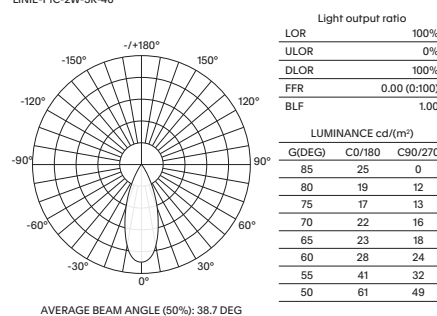 -/+180°
-150°
150°
-120°
120°
-90°
90°
-60°
60°
-30°
30°
0°
AVERAGE BEAM ANGLE (50%): 38.7 DEG
Light output ratio
LOR 100%
ULOR 0%
DLOR 100%
FFR 0.00 (0:100)
BLF 1.00
LUMINANCE cd/(m²)
G(DEG) C0/180 C90/270
85 25 0
80 19 12
75 17 13
70 22 16
65 23 18
60 28 24
55 41 32
50 61 49